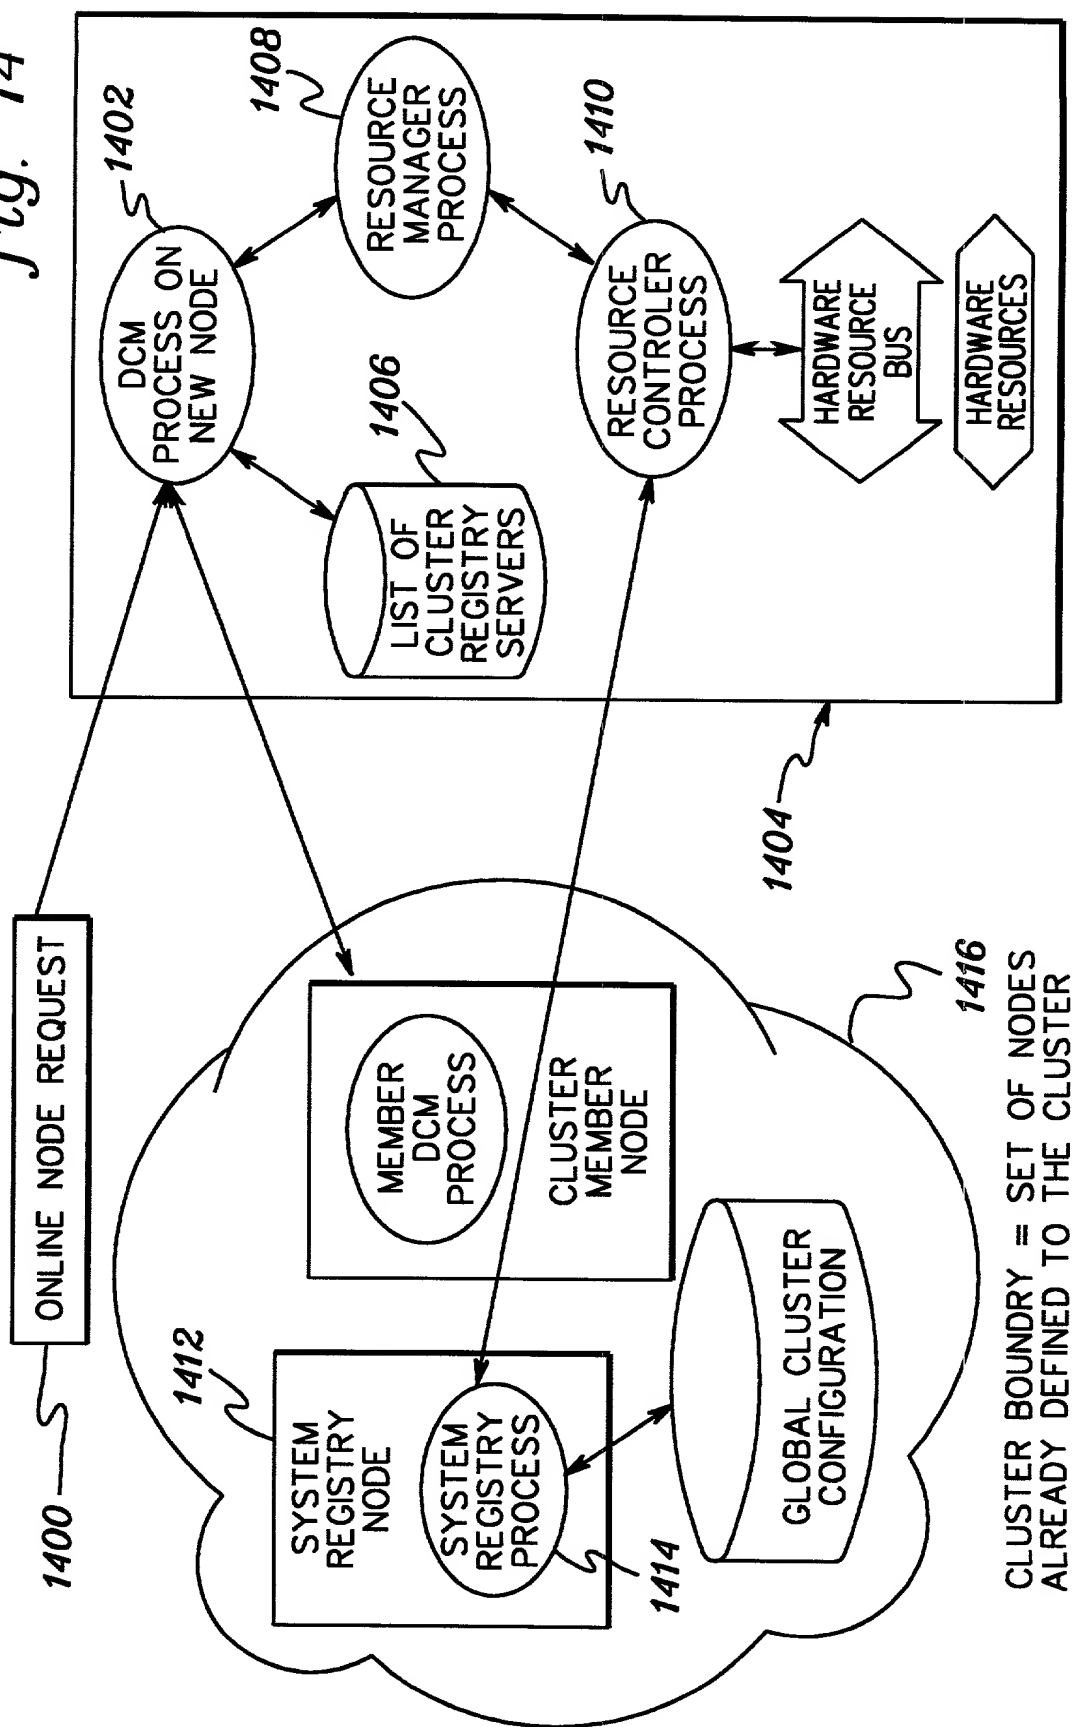 fig. 14
1400
ONLINE NODE REQUEST
1402
DCM
PROCESS ON
NEW NODE
1408
RESOURCE
MANAGER
PROCESS
1406
LIST OF
CLUSTER
REGISTRY
SERVERS
1410
RESOURCE
CONTROLER
PROCESS
HARDWARE
RESOURCE
BUS
HARDWARE
RESOURCES
1404
1412
SYSTEM
REGISTRY
NODE
SYSTEM
REGISTRY
PROCESS
1414
MEMBER
DCM
PROCESS
CLUSTER
MEMBER
NODE
GLOBAL CLUSTER
CONFIGURATION
1416
CLUSTER BOUNDRY = SET OF NODES
ALREADY DEFINED TO THE CLUSTER